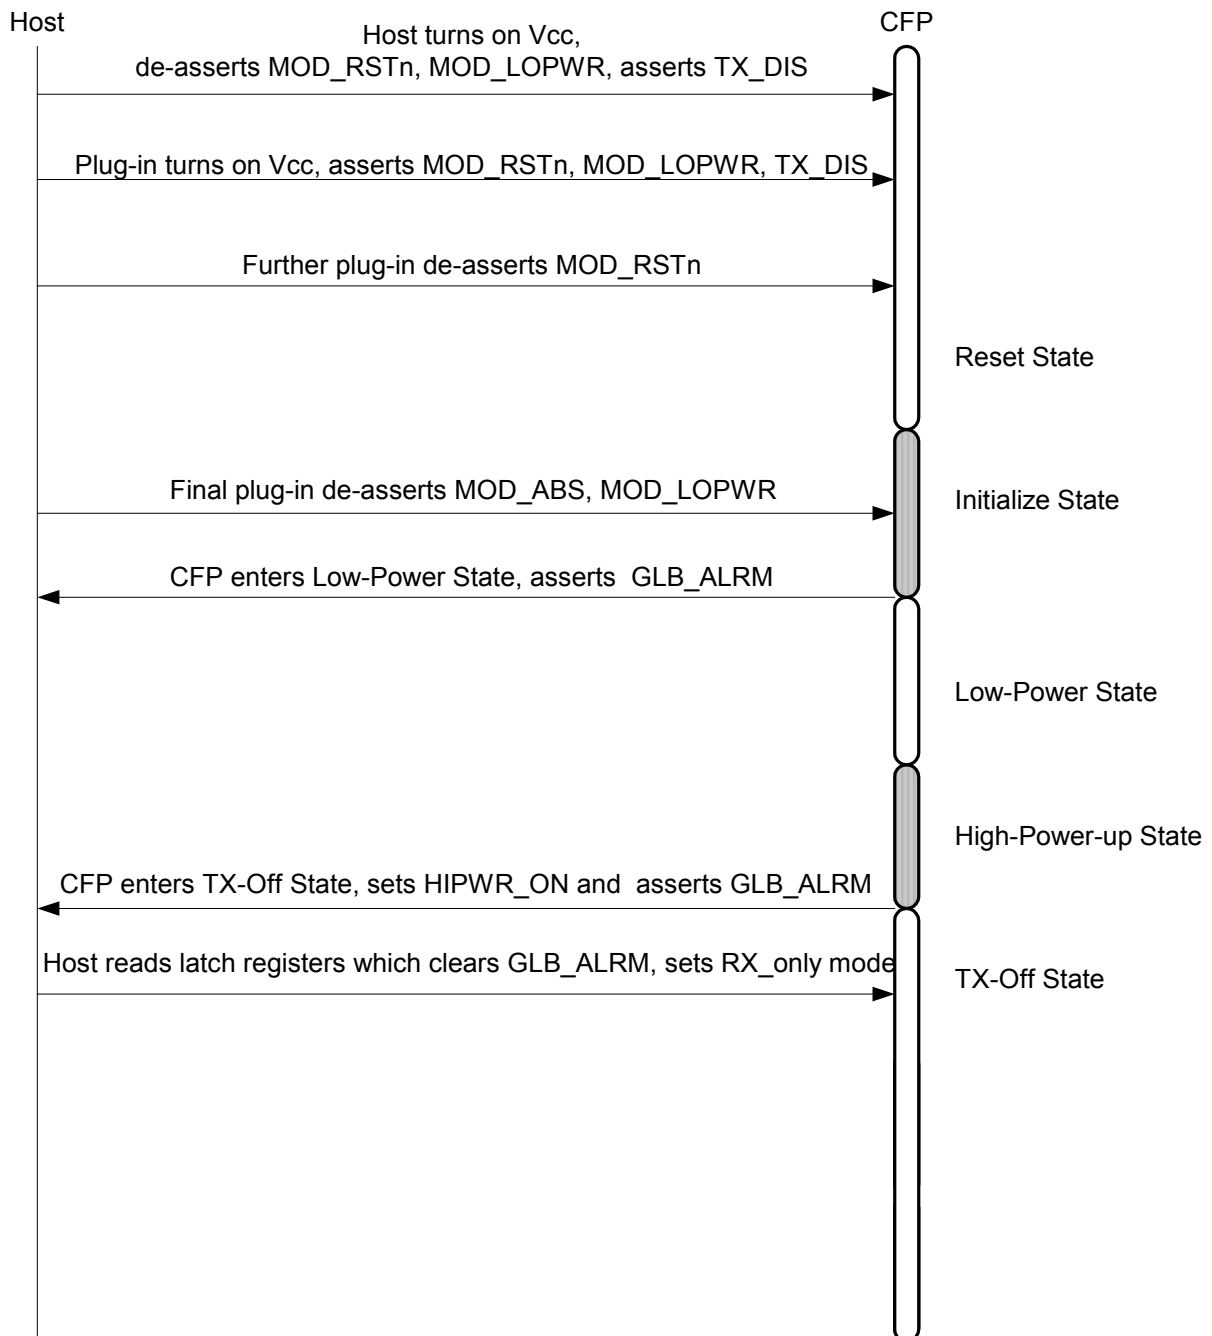 Host
CFP
Host turns on Vcc,
de-asserts MOD_RSTn, MOD_LOPWR, asserts TX_DIS
Plug-in turns on Vcc, asserts MOD_RSTn, MOD_LOPWR, TX_DIS
Further plug-in de-asserts MOD_RSTn
Reset State
Final plug-in de-asserts MOD_ABS, MOD_LOPWR
Initialize State
CFP enters Low-Power State, asserts GLB_ALRM
Low-Power State
High-Power-up State
CFP enters TX-Off State, sets HIPWR_ON and asserts GLB_ALRM
Host reads latch registers which clears GLB_ALRM, sets RX_only mode
TX-Off State